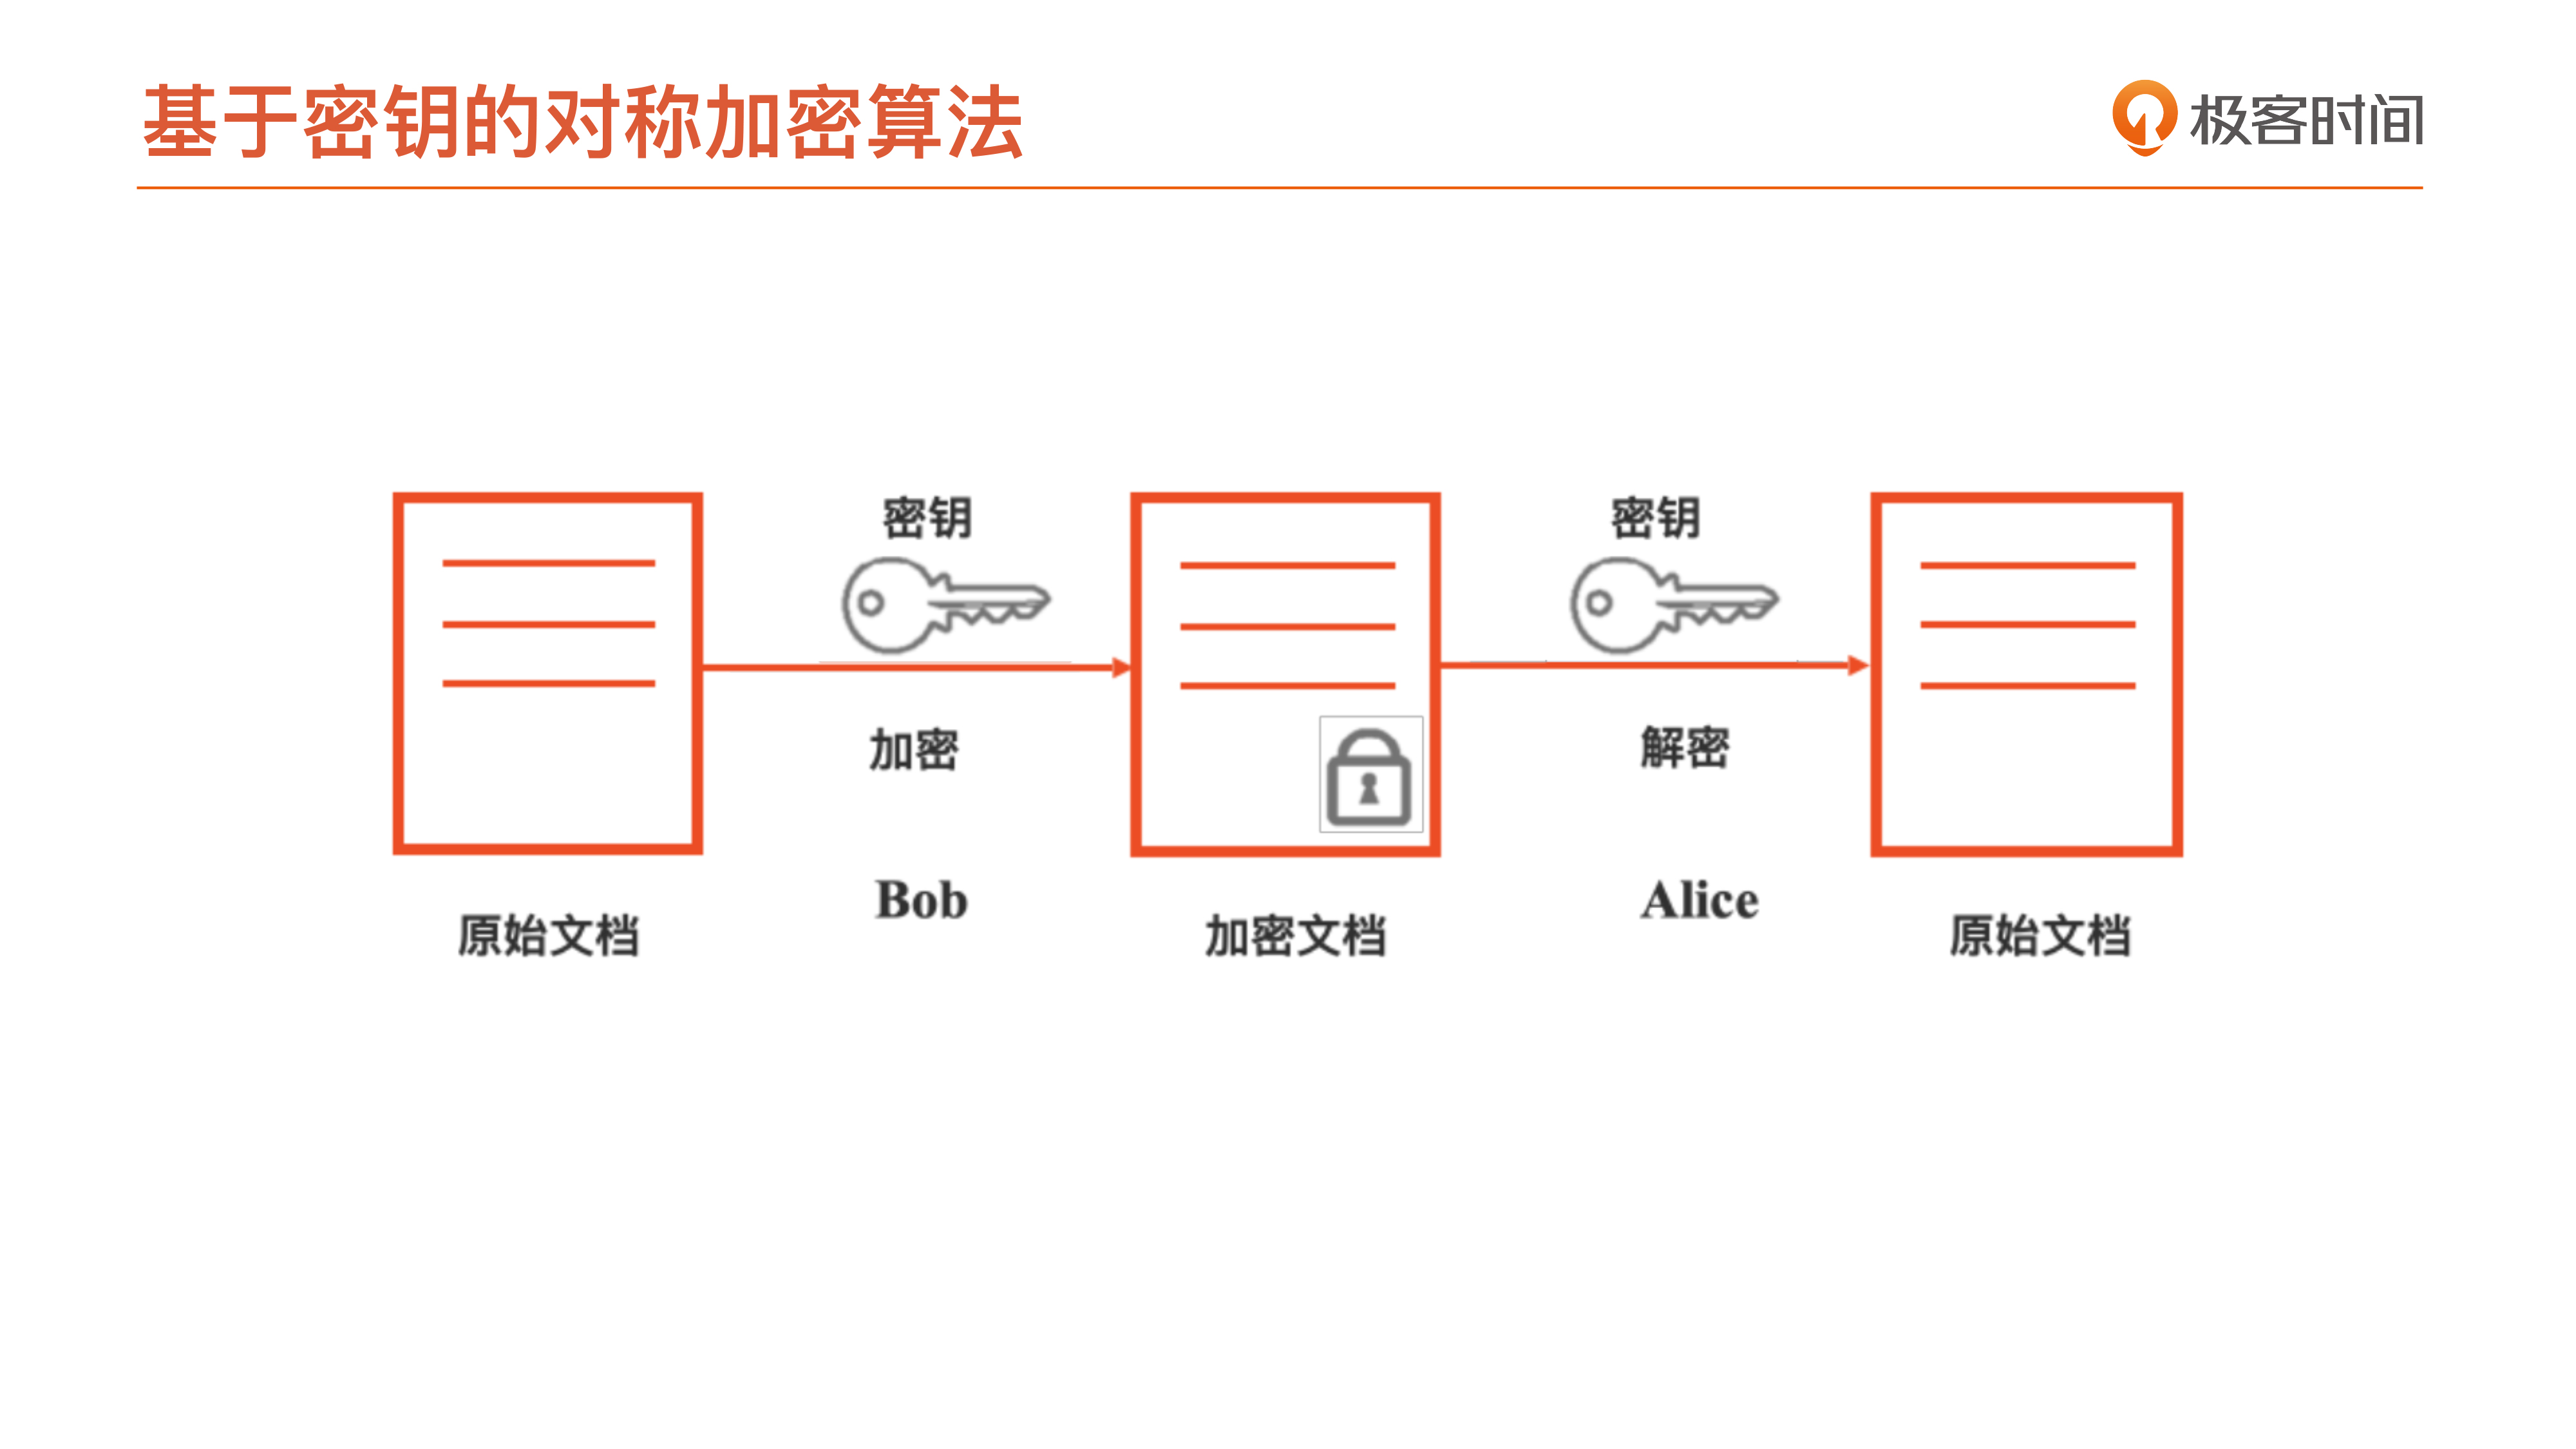 基于密钥的对称加密算法
极客时间
密钥
密钥
加密
解密
Bob
Alice
原始文档
加密文档
原始文档